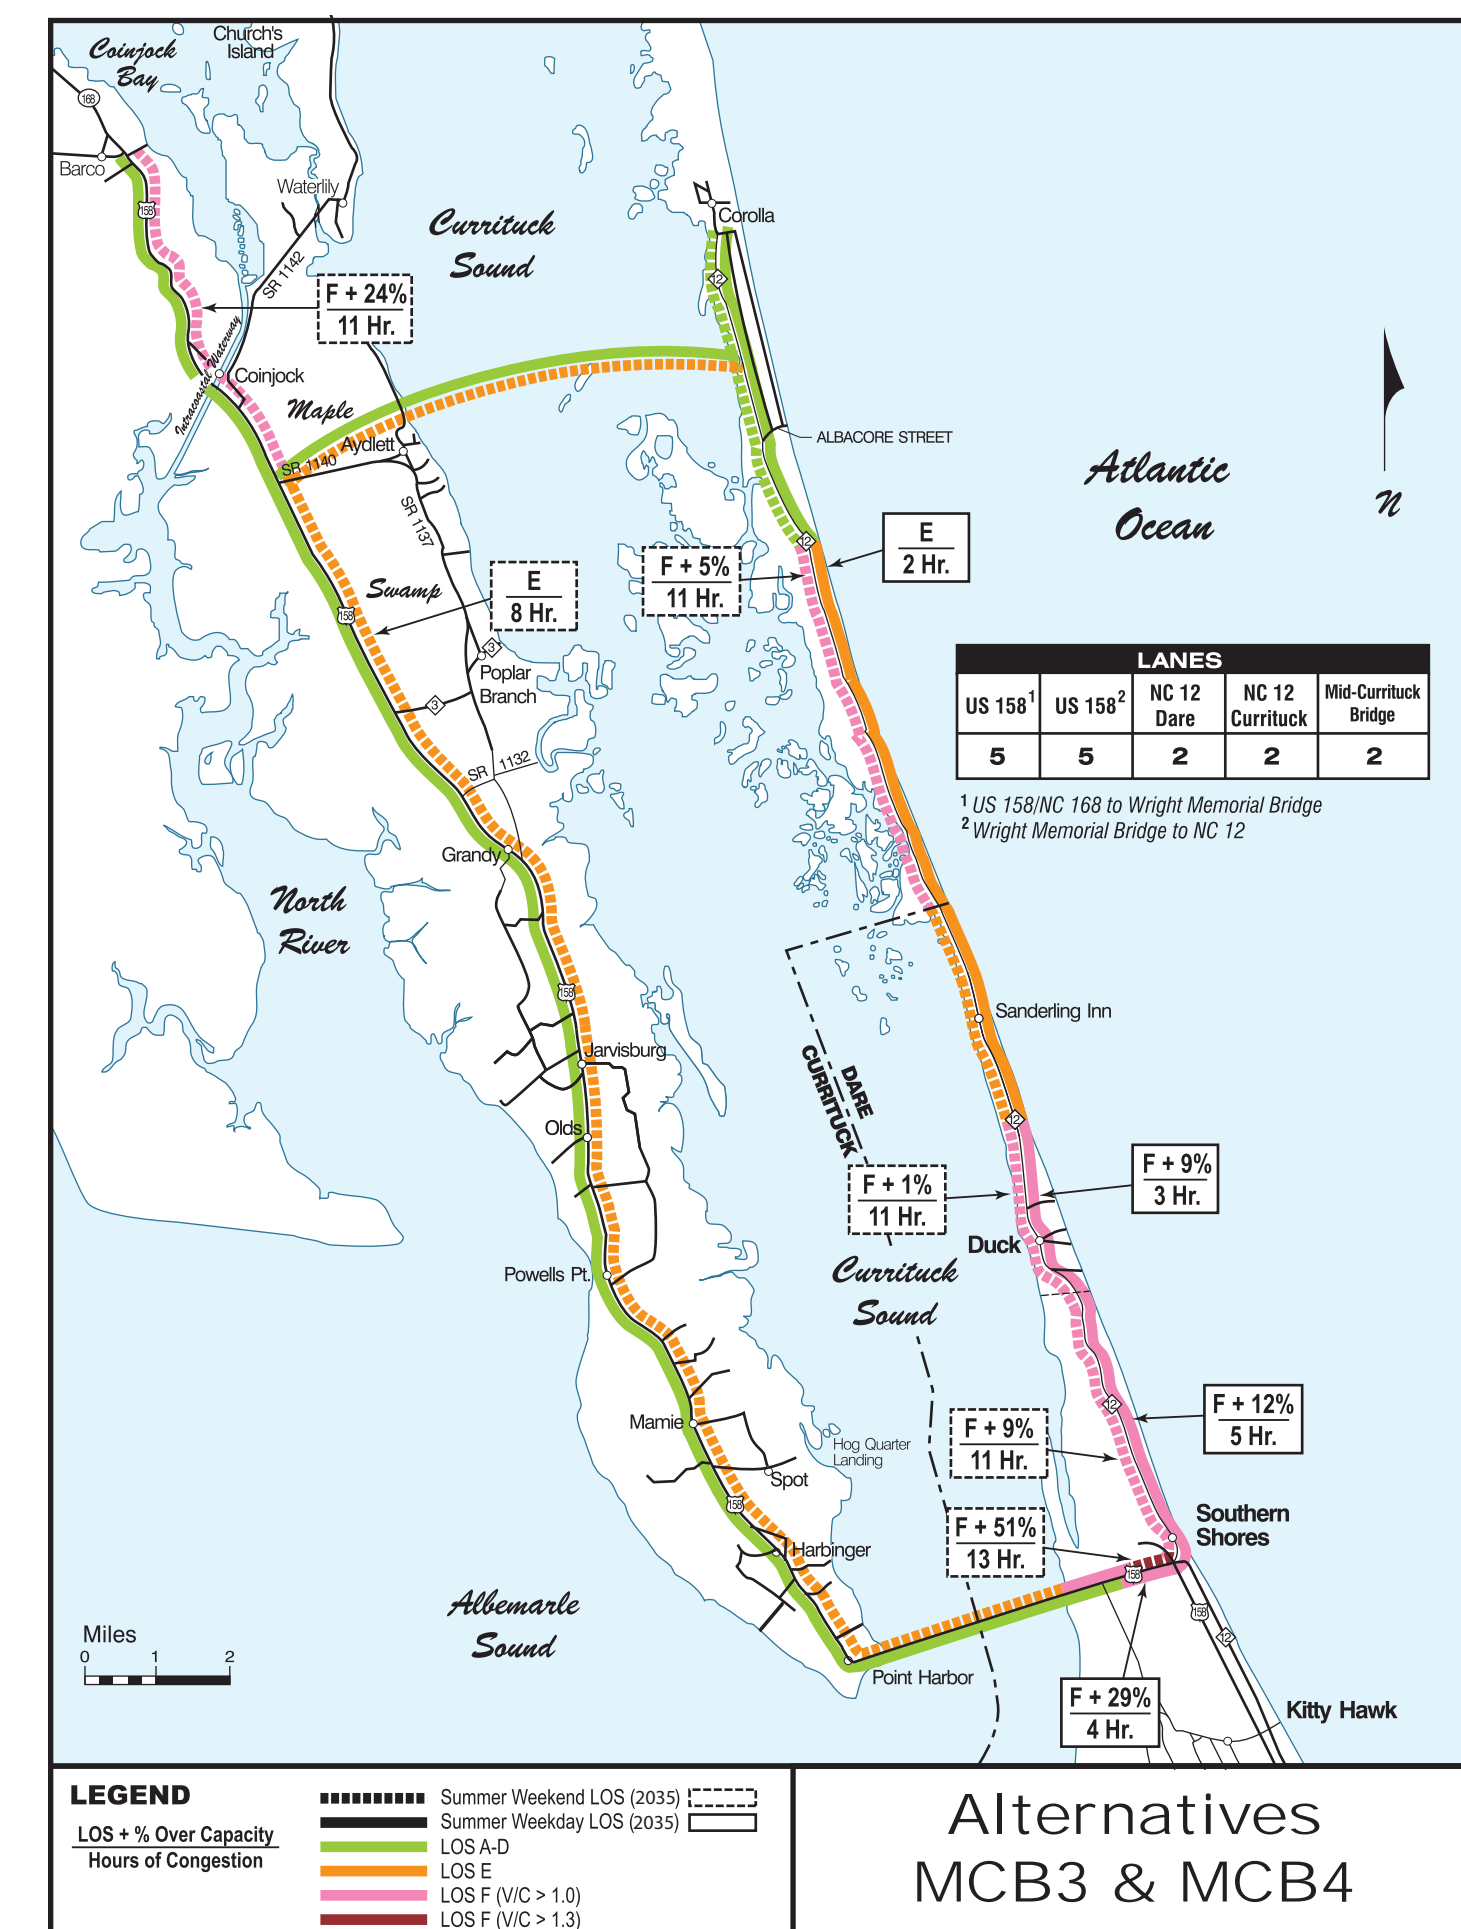 Coinjock
Bay
Church's
Island
168
Barco
158
Waterlily
SR 1142
Currituck
Sound
Corolla
12
F + 24%
11 Hr.
Intracoastal Waterway
Coinjock
Maple
Aydlett
SR 1140
SR 1137
ALBACORE STREET
Atlantic
Ocean
N
12
E
2 Hr.
F + 5%
11 Hr.
Swamp
E
8 Hr.
158
3
Poplar
Branch
3
LANES
US 158¹
US 158²
NC 12
Dare
NC 12
Currituck
Mid-Currituck
Bridge
5
5
2
2
2
¹ US 158/NC 168 to Wright Memorial Bridge
² Wright Memorial Bridge to NC 12
SR 1132
Grandy
North
River
158
Sanderling Inn
Jarvisburg
DARE
CURRITUCK
12
Olds
F + 1%
11 Hr.
F + 9%
3 Hr.
Duck
Powells Pt.
Currituck
Sound
12
F + 12%
5 Hr.
F + 9%
11 Hr.
Mamie
Hog Quarter
Landing
Spot
158
Southern
Shores
F + 51%
13 Hr.
Harbinger
158
Albemarle
Sound
158
12
Miles
0 1 2
Point Harbor
F + 29%
4 Hr.
Kitty Hawk
LEGEND
LOS + % Over Capacity
Hours of Congestion
Summer Weekend LOS (2035)
Summer Weekday LOS (2035)
LOS A-D
LOS E
LOS F (V/C > 1.0)
LOS F (V/C > 1.3)
Alternatives
MCB3 & MCB4